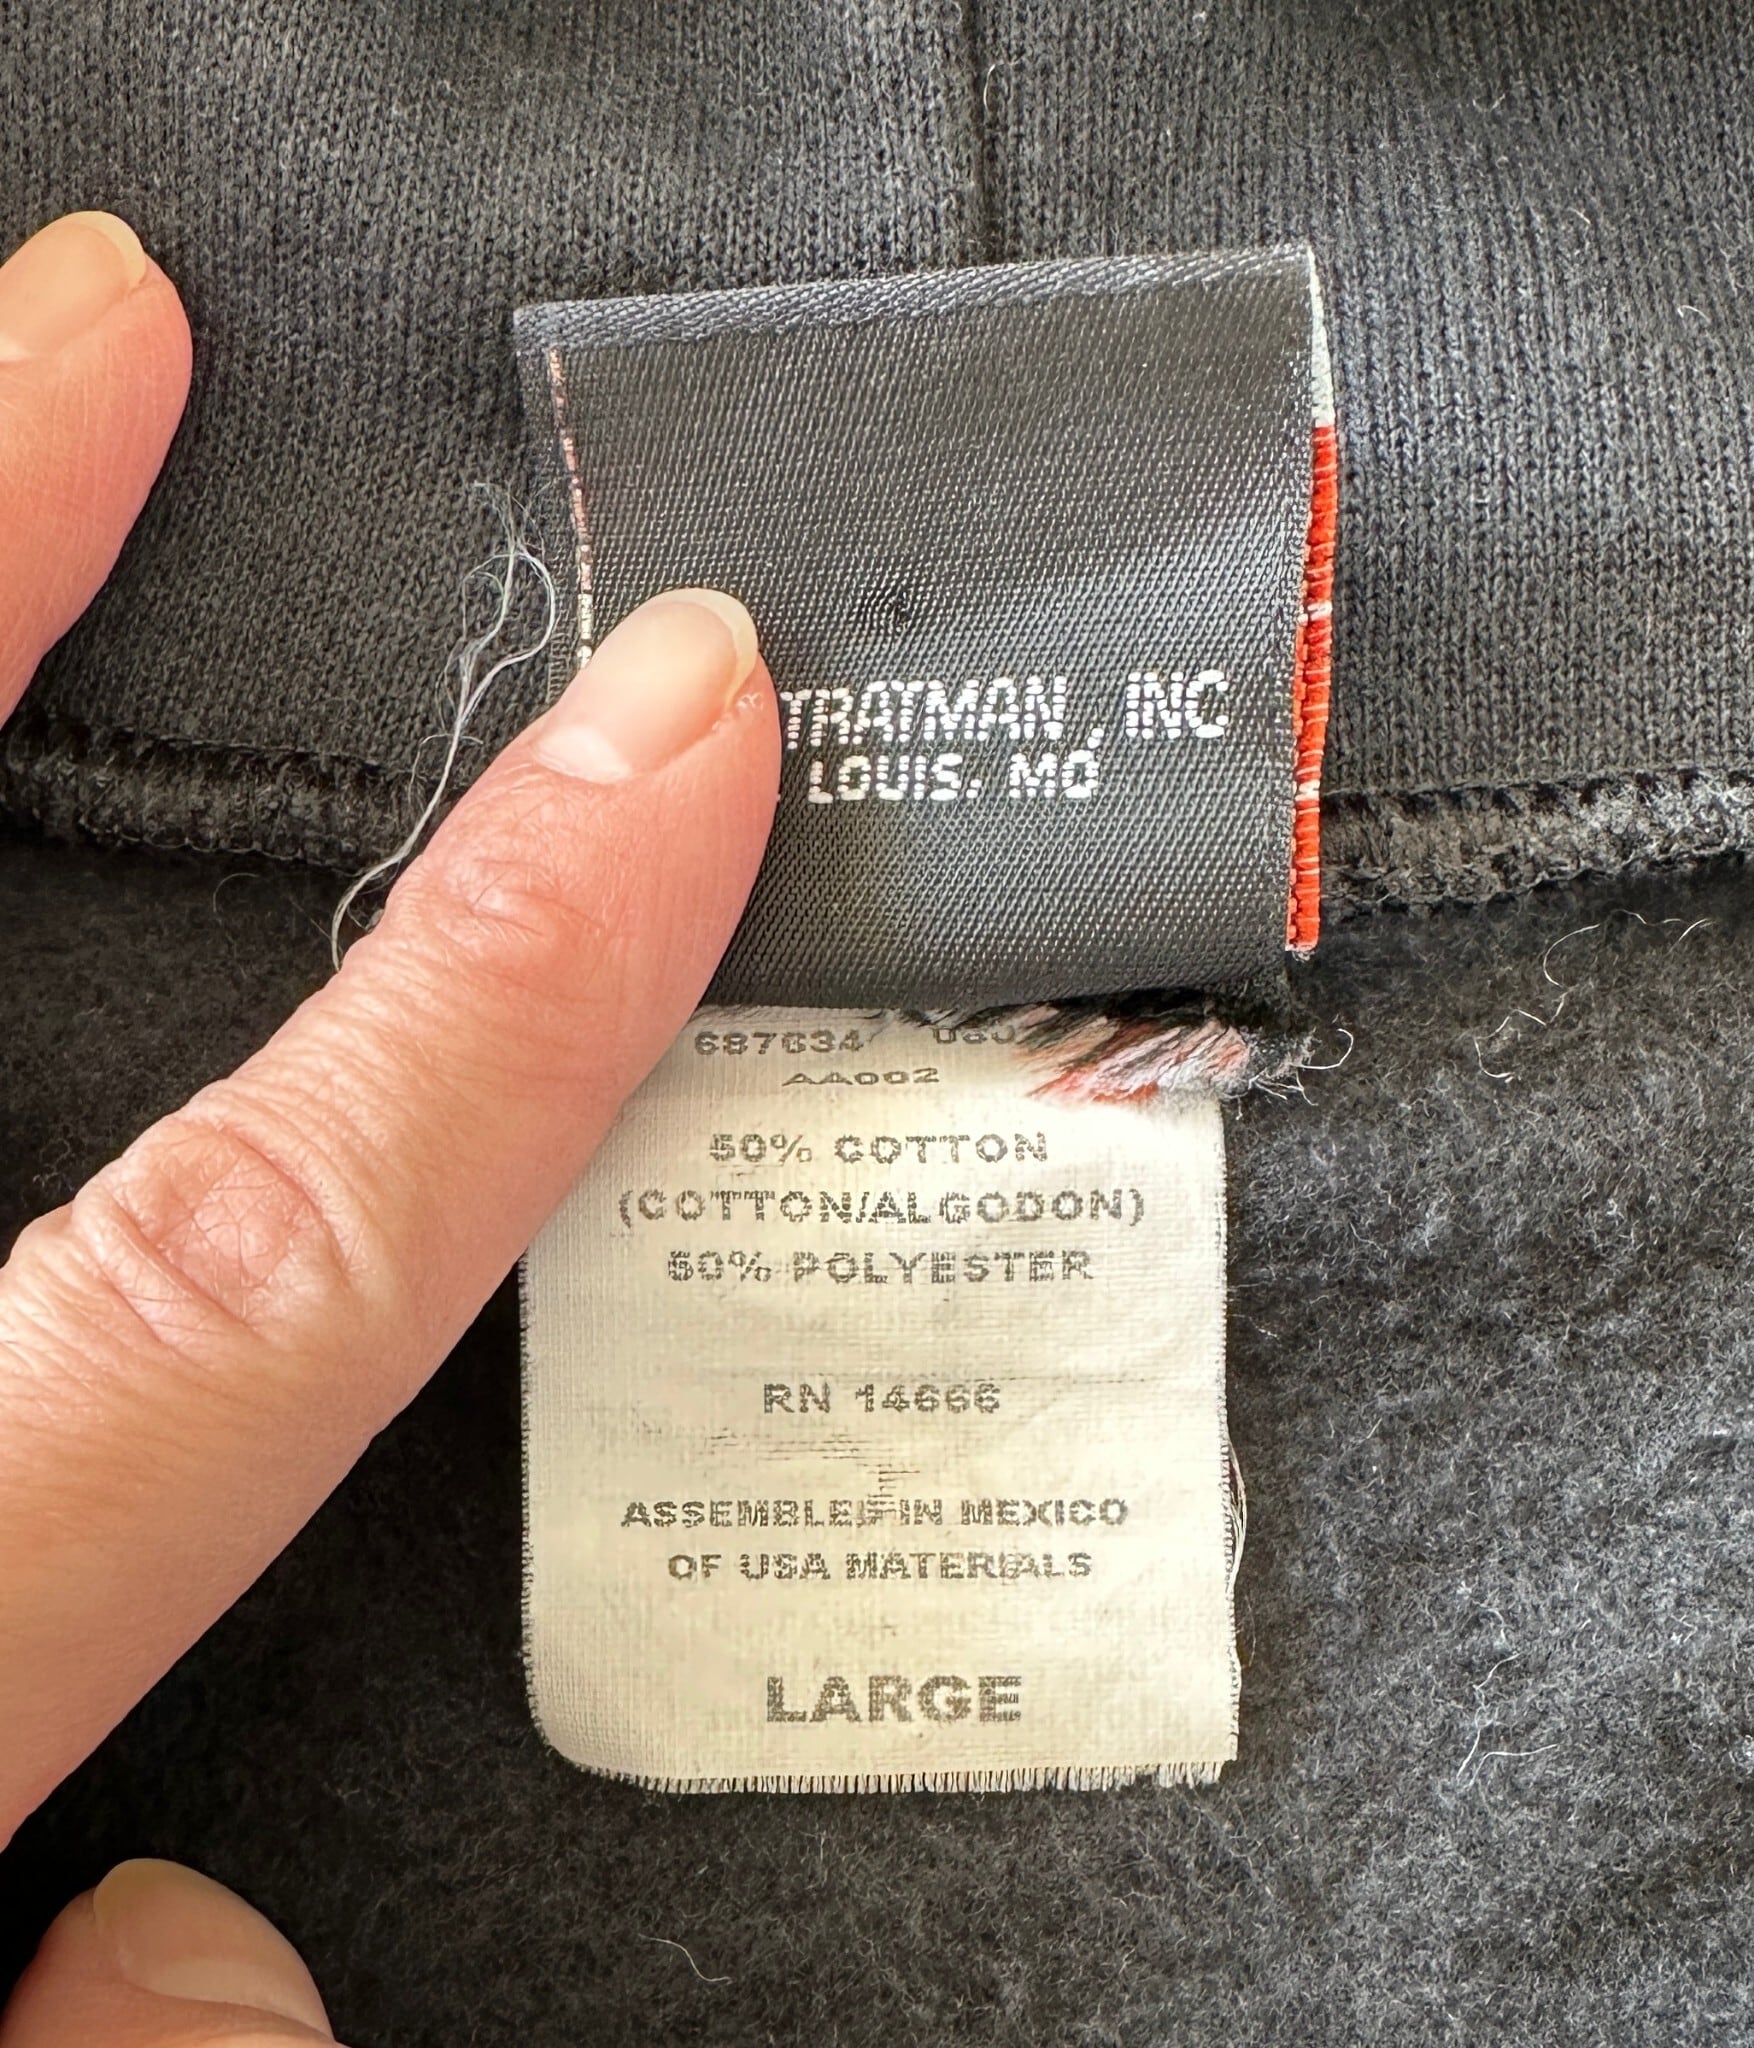 TRATMAN, INC
LOUIS, MO
687634
AA002
50% COTTON
(COTTON/ALGODON)
50% POLYESTER
RN 14666
ASSEMBLED IN MEXICO
OF USA MATERIALS
LARGE